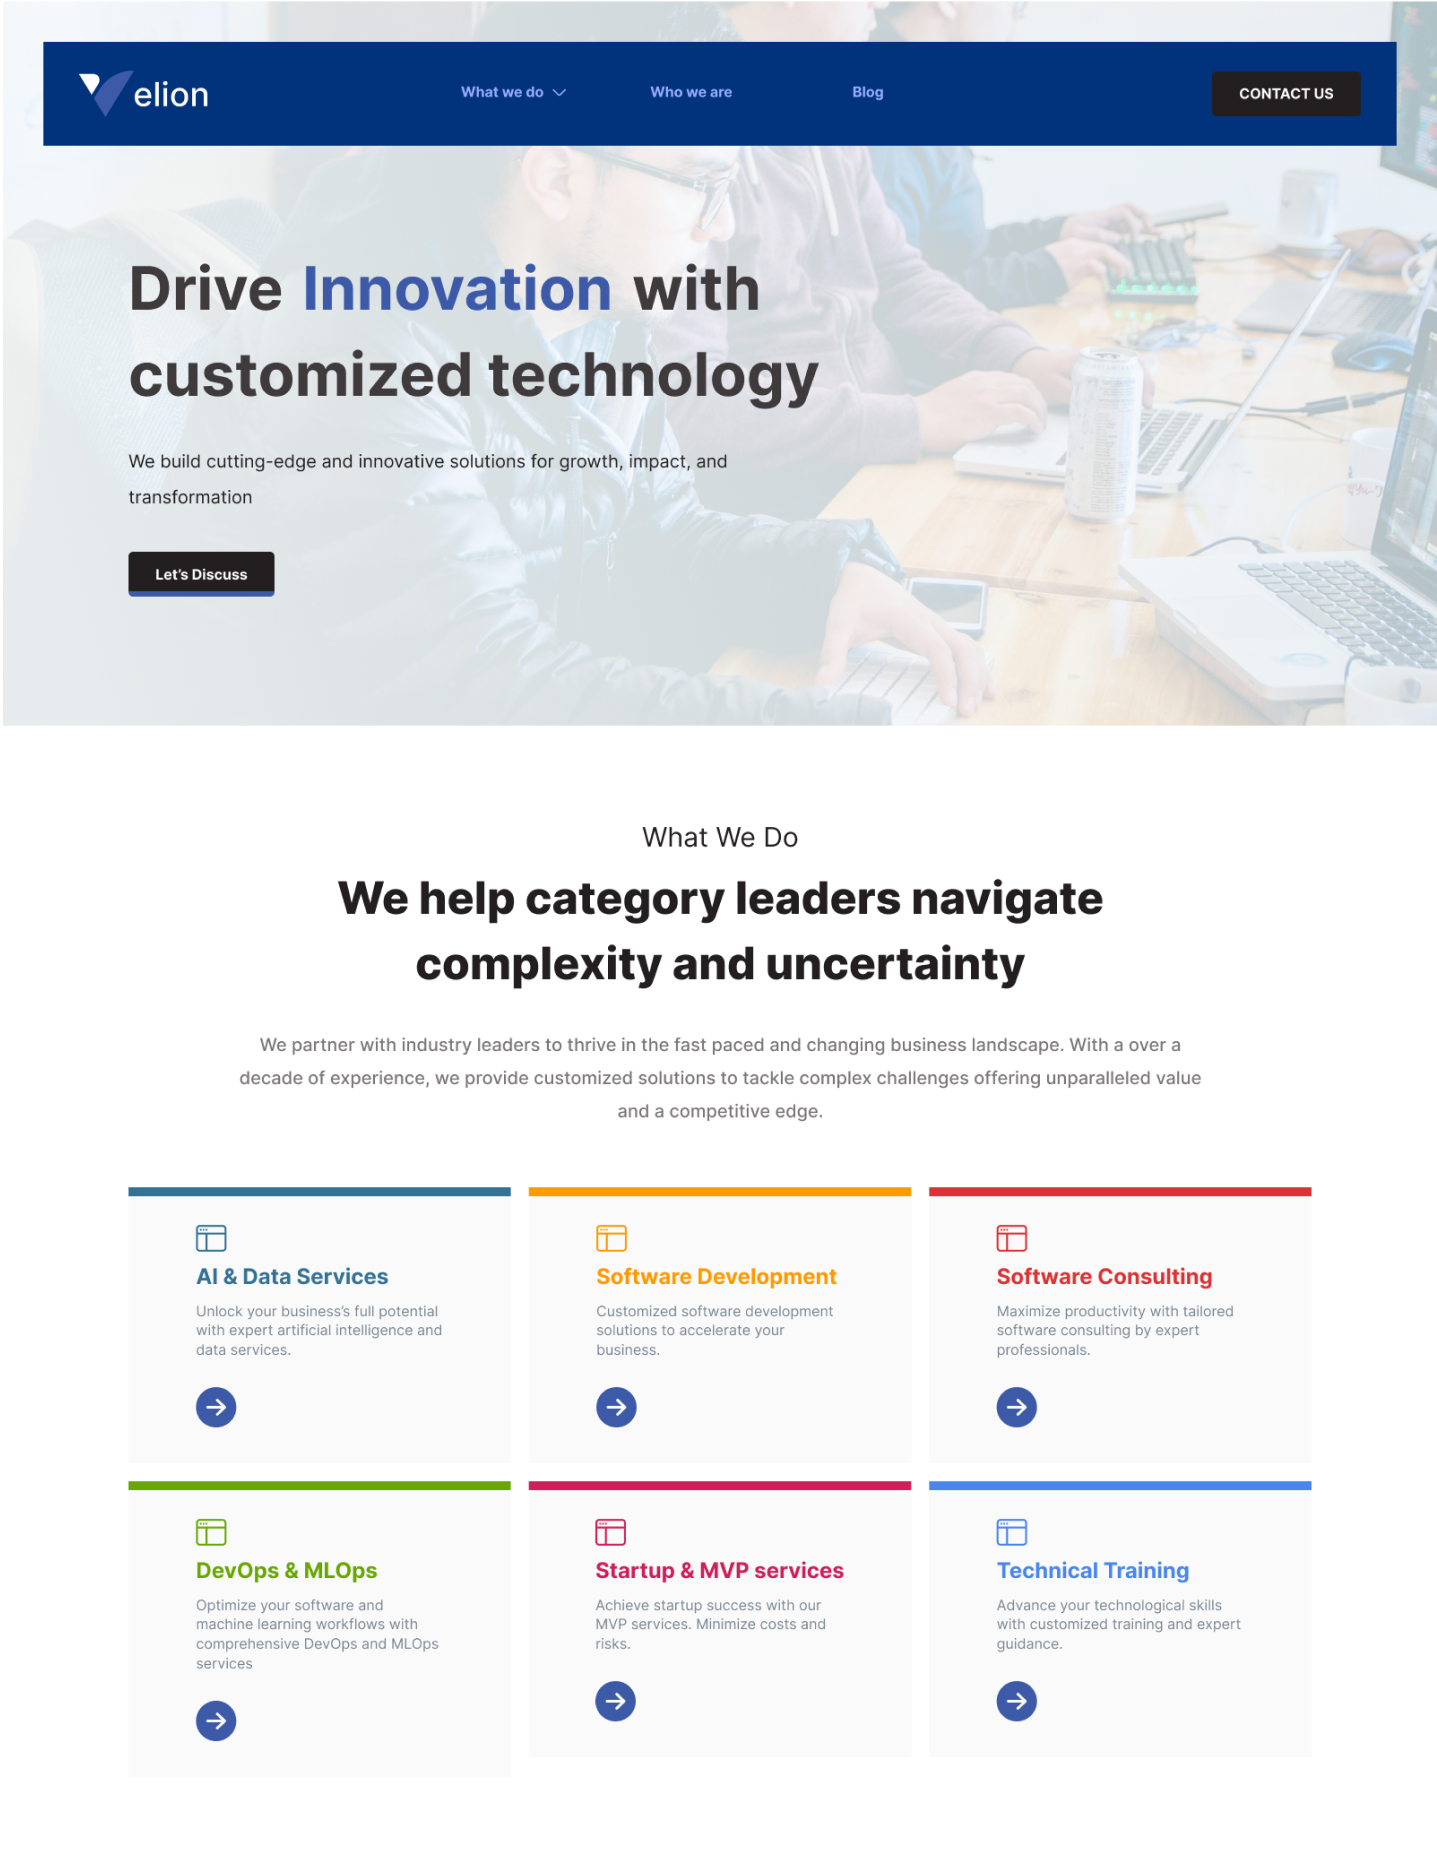 elion
What we do
Who we are
Blog
CONTACT US
Drive Innovation with
customized technology
We build cutting-edge and innovative solutions for growth, impact, and
transformation
Let's Discuss
What We Do
We help category leaders navigate
complexity and uncertainty
We partner with industry leaders to thrive in the fast paced and changing business landscape. With a over a
decade of experience, we provide customized solutions to tackle complex challenges offering unparalleled value
and a competitive edge.
AI & Data Services
Unlock your business's full potential
with expert artificial intelligence and
data services.
Software Development
Customized software development
solutions to accelerate your
business.
Software Consulting
Maximize productivity with tailored
software consulting by expert
professionals.
DevOps & MLOps
Optimize your software and
machine learning workflows with
comprehensive DevOps and MLOps
services
Startup & MVP services
Achieve startup success with our
MVP services. Minimize costs and
risks.
Technical Training
Advance your technological skills
with customized training and expert
guidance.